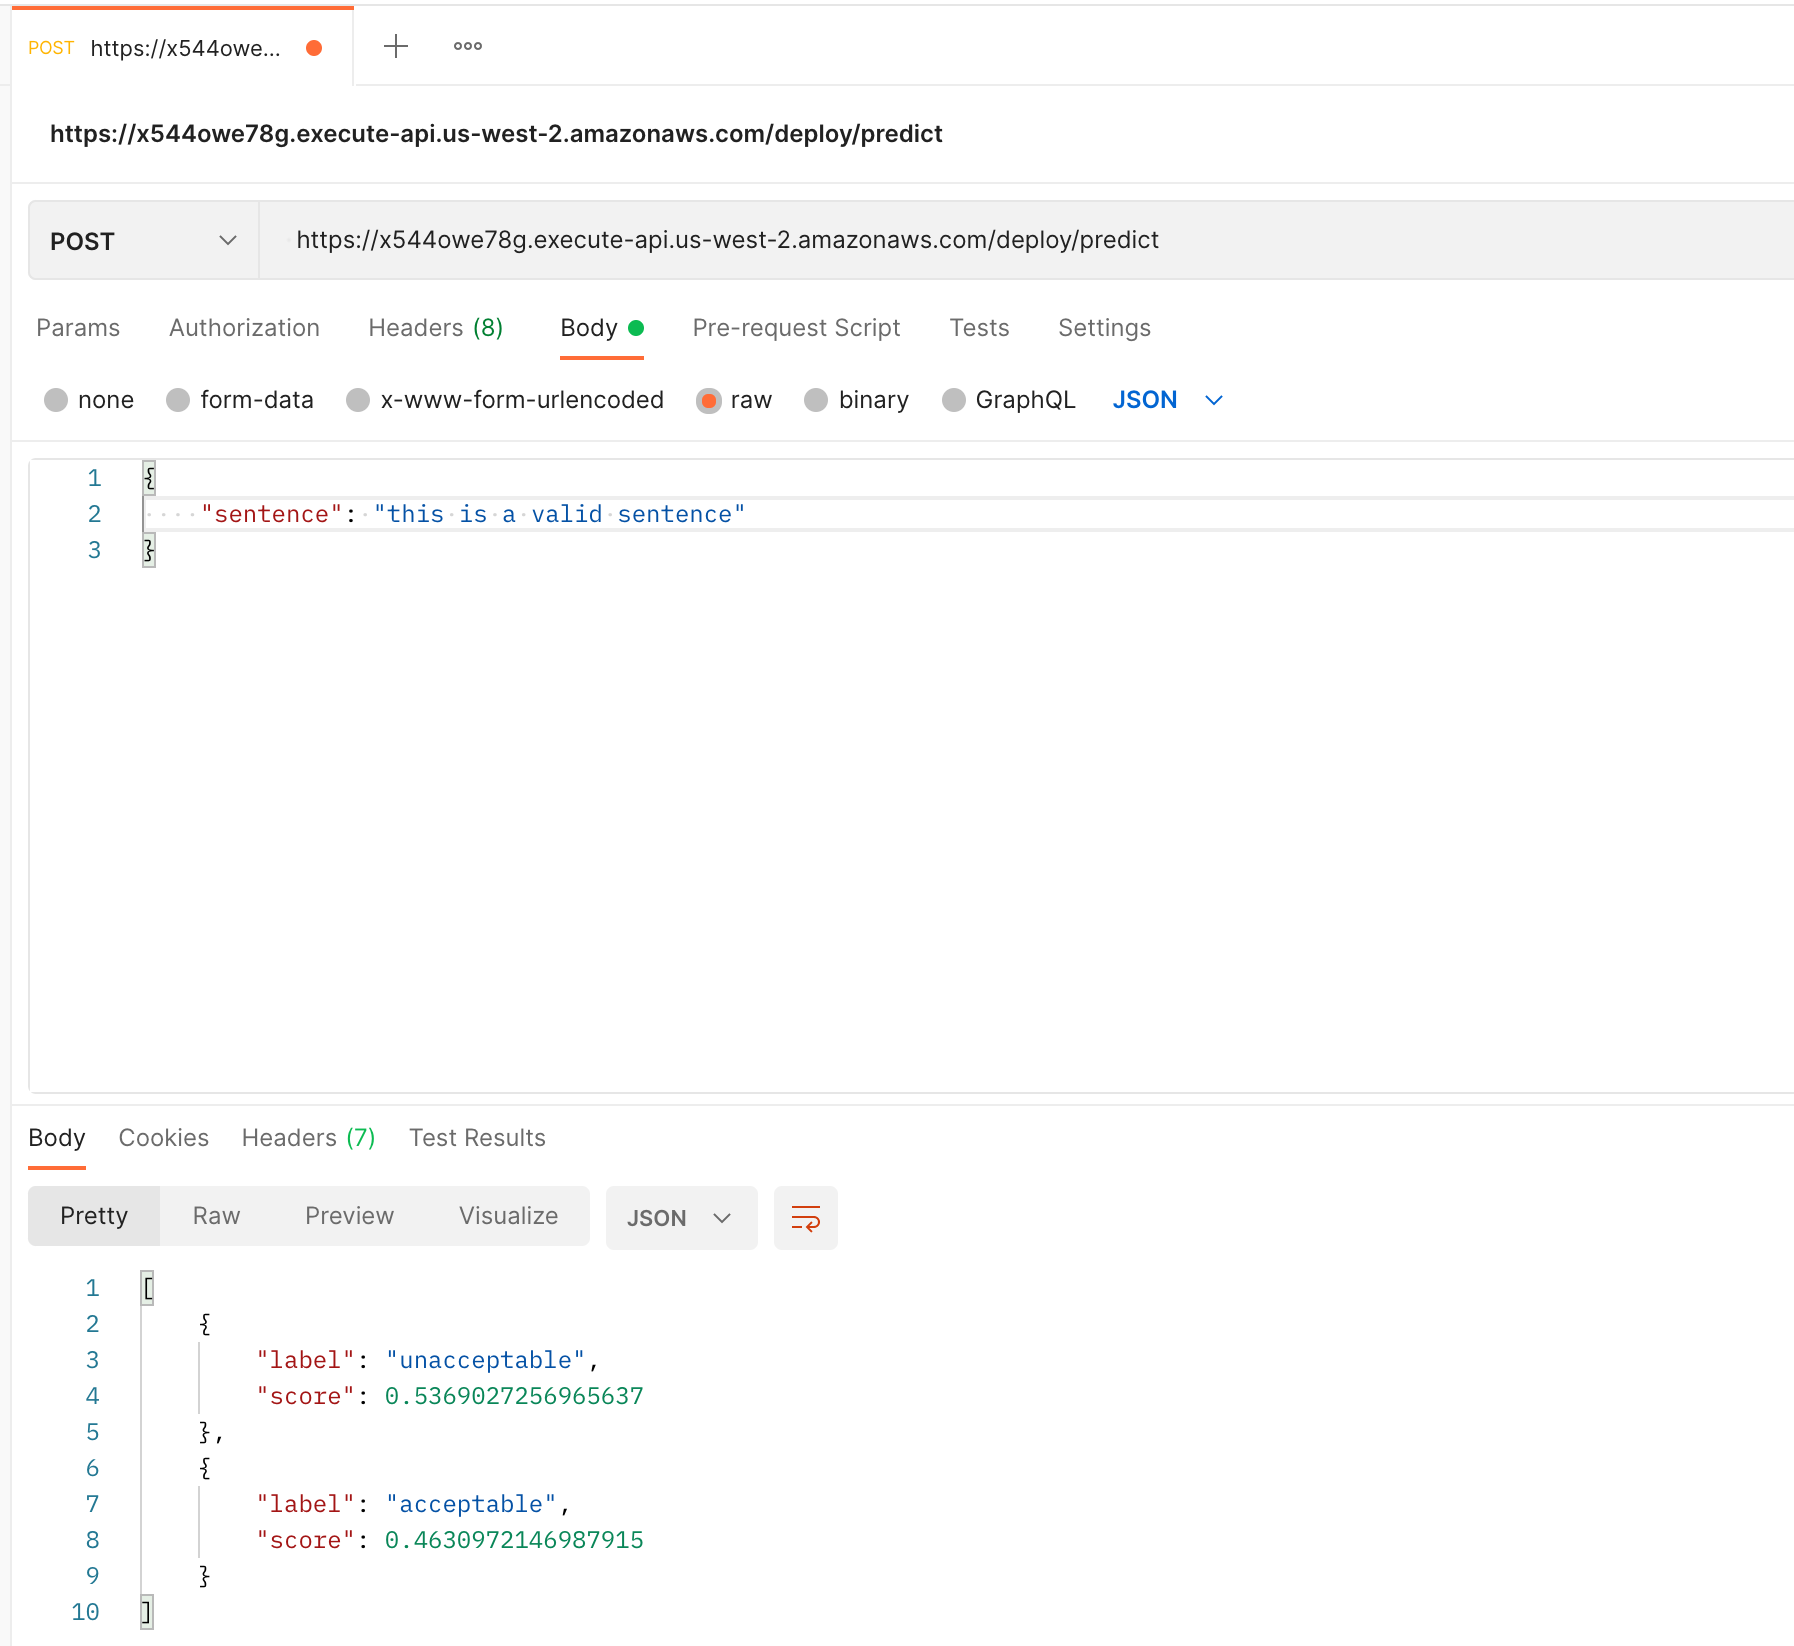 POST https://x544owe...
https://x544owe78g.execute-api.us-west-2.amazonaws.com/deploy/predict
POST https://x544owe78g.execute-api.us-west-2.amazonaws.com/deploy/predict
Params Authorization Headers (8) Body Pre-request Script Tests Settings
none form-data x-www-form-urlencoded raw binary GraphQL JSON
1 {
2 "sentence": "this is a valid sentence"
3 }
Body Cookies Headers (7) Test Results
Pretty Raw Preview Visualize JSON
1 [
2 {
3 "label": "unacceptable",
4 "score": 0.5369027256965637
5 },
6 {
7 "label": "acceptable",
8 "score": 0.4630972146987915
9 }
10 ]